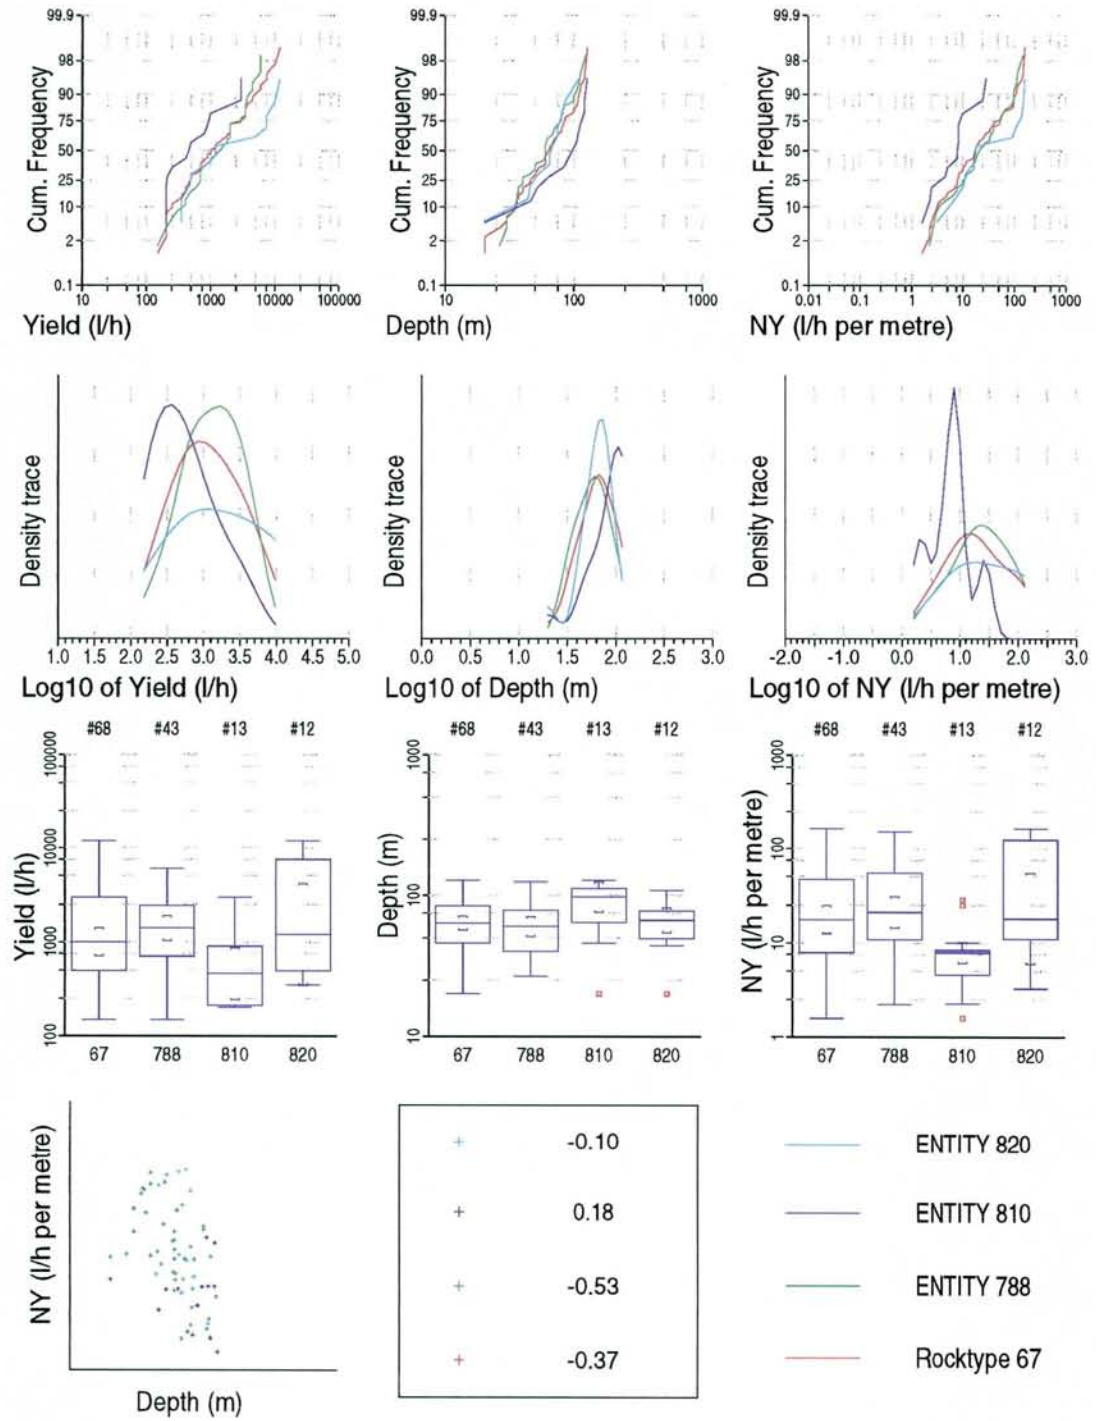 99.9 99.9 99.9
98 98 98
90 90 90
75 75 75
50 50 50
25 25 25
10 10 10
2 2 2
0.1 0.1 0.1
Cum. Frequency Cum. Frequency Cum. Frequency
10 100 1000 10000 100000 10 100 1000 0.01 0.1 1 10 100 1000
Yield (l/h) Depth (m) NY (l/h per metre)
Density trace Density trace Density trace
1.0 1.5 2.0 2.5 3.0 3.5 4.0 4.5 5.0 0.0 0.5 1.0 1.5 2.0 2.5 3.0 -2.0 -1.0 0.0 1.0 2.0 3.0
Log10 of Yield (l/h) Log10 of Depth (m) Log10 of NY (l/h per metre)
#68 #43 #13 #12 #68 #43 #13 #12 #68 #43 #13 #12
Yield (l/h) Depth (m) NY (l/h per metre)
100000 1000 1000
10000 100 100
1000 10 10
100 1
67 788 810 820 67 788 810 820 67 788 810 820
NY (l/h per metre)
Depth (m)
-0.10 ENTITY 820
0.18 ENTITY 810
-0.53 ENTITY 788
-0.37 Rocktype 67